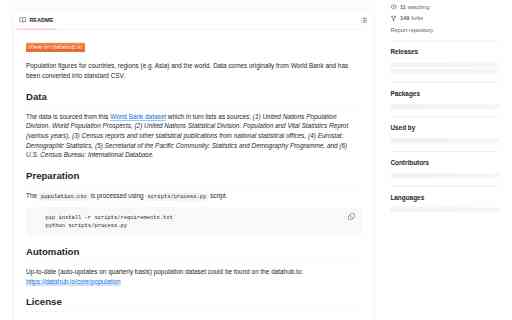 11 watching
README
149 forks
Report repository
view on datahub.io
Releases
Population figures for countries, regions (e.g. Asia) and the world. Data comes originally from World Bank and has
been converted into standard CSV.
Packages
Data
The data is sourced from this World Bank dataset which in turn lists as sources: (1) United Nations Population
Division. World Population Prospects, (2) United Nations Statistical Division. Population and Vital Statistics Reprot
Used by
(various years), (3) Census reports and other statistical publications from national statistical offices, (4) Eurostat:
Demographic Statistics, (5) Secretariat of the Pacific Community: Statistics and Demography Programme, and (6)
U.S. Census Bureau: International Database.
Contributors
Preparation
The population.csv is processed using scripts/process.py script.
Languages
pip install -r scripts/requirements.txt
python scripts/process.py
Automation
Up-to-date (auto-updates on quarterly basis) population dataset could be found on the datahub.io:
https://datahub.io/core/population
License